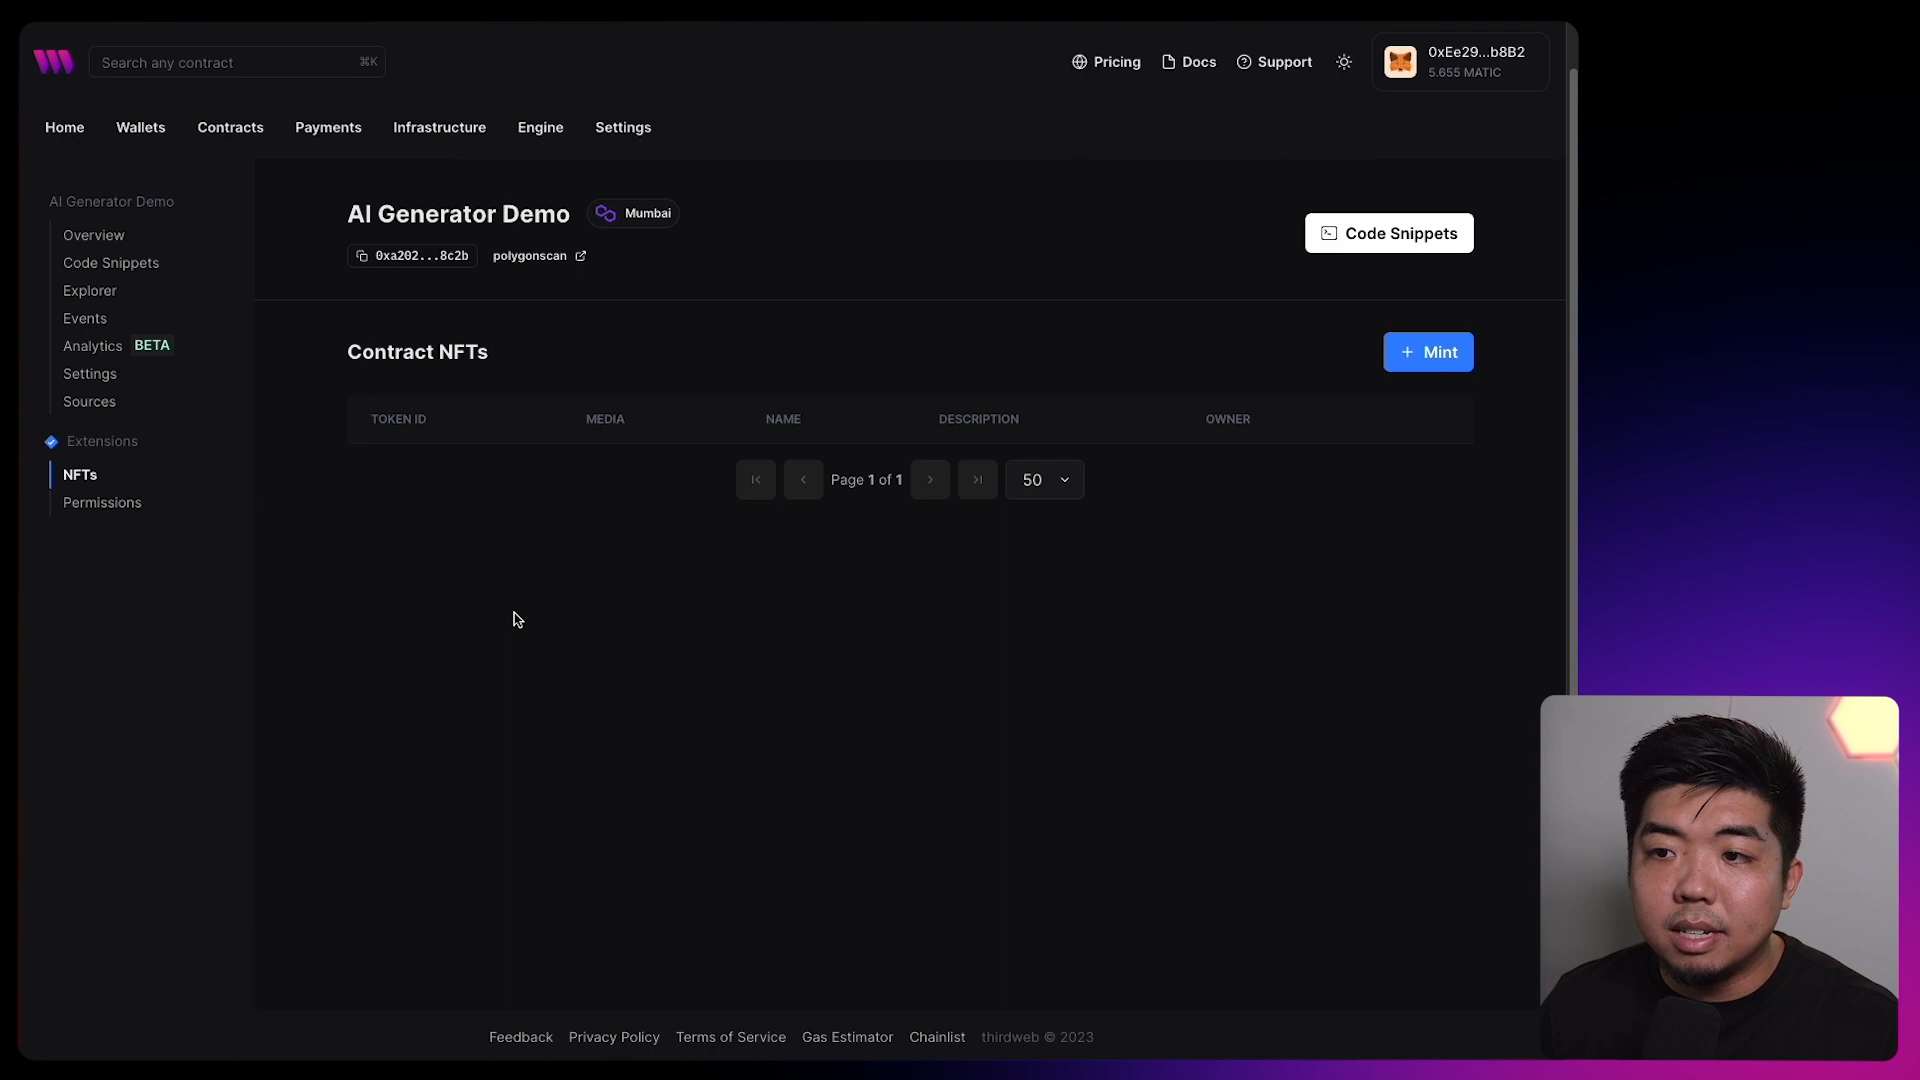 Search any contract
⌘K
Pricing
Docs
Support
0xEe29...b8B2
5.655 MATIC
Home
Wallets
Contracts
Payments
Infrastructure
Engine
Settings
AI Generator Demo
Overview
Code Snippets
Explorer
Events
Analytics BETA
Settings
Sources
Extensions
NFTs
Permissions
AI Generator Demo
Mumbai
0xa202...8c2b
polygonscan
Code Snippets
Contract NFTs
+ Mint
TOKEN ID
MEDIA
NAME
DESCRIPTION
OWNER
Page 1 of 1
50
Feedback
Privacy Policy
Terms of Service
Gas Estimator
Chainlist
thirdweb © 2023